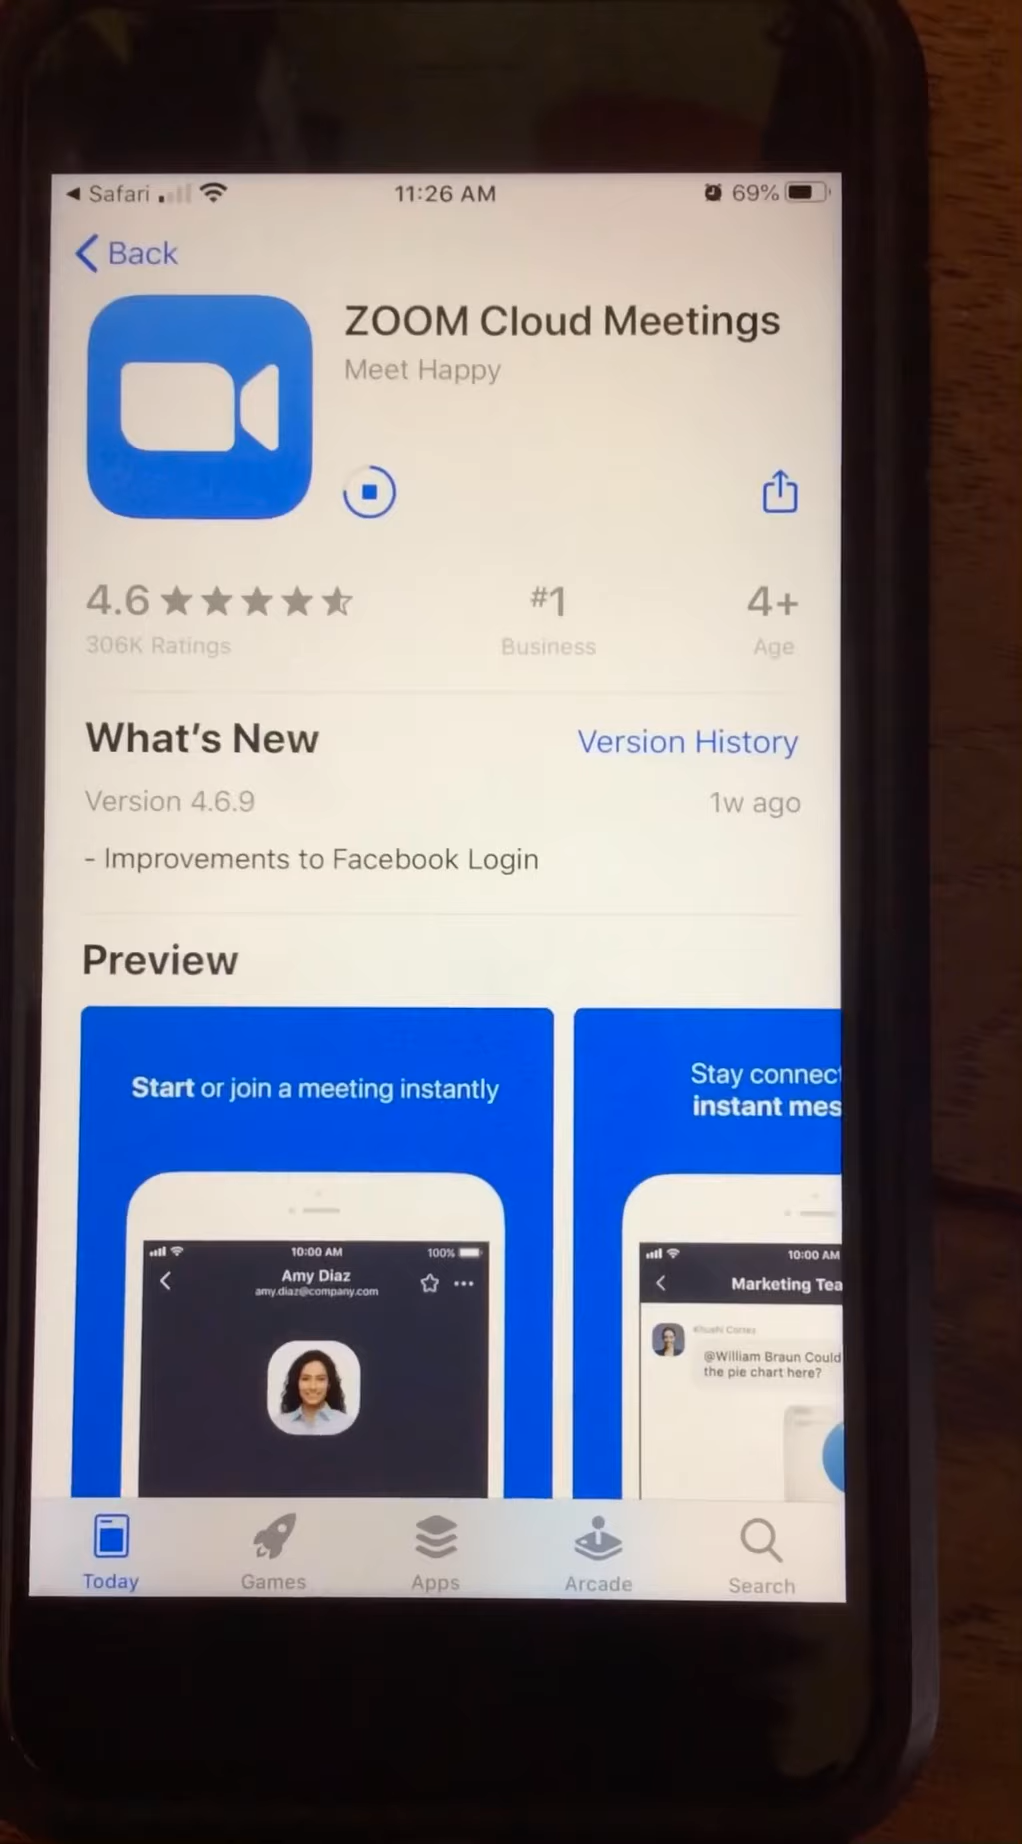 Safari
11:26 AM
69%
Back
ZOOM Cloud Meetings
Meet Happy
4.6
#1
4+
306K Ratings
Business
Age
What's New
Version History
Version 4.6.9
1w ago
- Improvements to Facebook Login
Preview
Start or join a meeting instantly
10:00 AM
100%
Amy Diaz
amy.diaz@company.com
Stay connect
instant mes
10:00 AM
Marketing Tea
Khushi Cortez
@William Braun Could
the pie chart here?
Today
Games
Apps
Arcade
Search